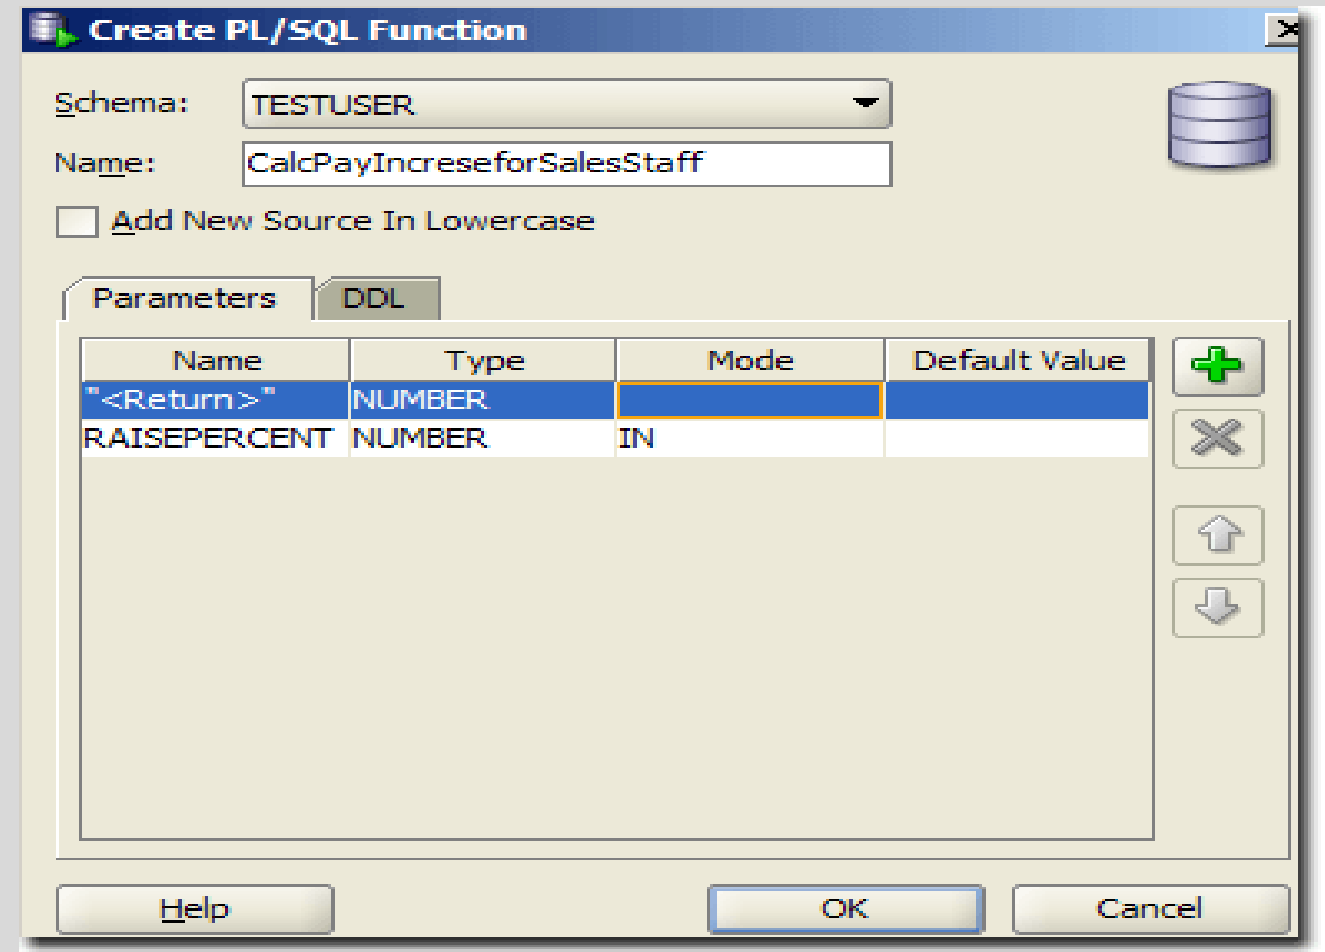 Create PL/SQL Function
Schema: TESTUSER
Name: CalcPayIncreseforSalesStaff
Add New Source In Lowercase
Parameters DDL
Name Type Mode Default Value
"<Return>" NUMBER
RAISEPERCENT NUMBER IN
Help OK Cancel